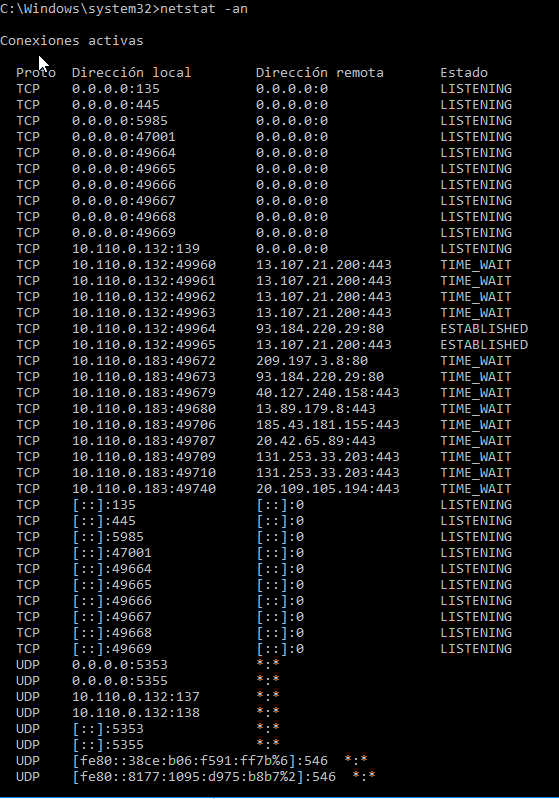 C:\Windows\system32>netstat -an
Conexiones activas
Proto  Dirección local          Dirección remota        Estado
TCP    0.0.0.0:135            0.0.0.0:0              LISTENING
TCP    0.0.0.0:445            0.0.0.0:0              LISTENING
TCP    0.0.0.0:5985           0.0.0.0:0              LISTENING
TCP    0.0.0.0:47001          0.0.0.0:0              LISTENING
TCP    0.0.0.0:49664          0.0.0.0:0              LISTENING
TCP    0.0.0.0:49665          0.0.0.0:0              LISTENING
TCP    0.0.0.0:49666          0.0.0.0:0              LISTENING
TCP    0.0.0.0:49667          0.0.0.0:0              LISTENING
TCP    0.0.0.0:49668          0.0.0.0:0              LISTENING
TCP    0.0.0.0:49669          0.0.0.0:0              LISTENING
TCP    10.110.0.132:139       0.0.0.0:0              LISTENING
TCP    10.110.0.132:49960     13.107.21.200:443      TIME_WAIT
TCP    10.110.0.132:49961     13.107.21.200:443      TIME_WAIT
TCP    10.110.0.132:49962     13.107.21.200:443      TIME_WAIT
TCP    10.110.0.132:49963     13.107.21.200:443      TIME_WAIT
TCP    10.110.0.132:49964     93.184.220.29:80       ESTABLISHED
TCP    10.110.0.132:49965     13.107.21.200:443      ESTABLISHED
TCP    10.110.0.183:49672     209.197.3.8:80         TIME_WAIT
TCP    10.110.0.183:49673     93.184.220.29:80       TIME_WAIT
TCP    10.110.0.183:49679     40.127.240.158:443     TIME_WAIT
TCP    10.110.0.183:49680     13.89.179.8:443        TIME_WAIT
TCP    10.110.0.183:49706     185.43.181.155:443     TIME_WAIT
TCP    10.110.0.183:49707     20.42.65.89:443        TIME_WAIT
TCP    10.110.0.183:49709     131.253.33.203:443     TIME_WAIT
TCP    10.110.0.183:49710     131.253.33.203:443     TIME_WAIT
TCP    10.110.0.183:49740     20.109.105.194:443     TIME_WAIT
TCP    [::]:135               [::]:0                 LISTENING
TCP    [::]:445               [::]:0                 LISTENING
TCP    [::]:5985              [::]:0                 LISTENING
TCP    [::]:47001             [::]:0                 LISTENING
TCP    [::]:49664             [::]:0                 LISTENING
TCP    [::]:49665             [::]:0                 LISTENING
TCP    [::]:49666             [::]:0                 LISTENING
TCP    [::]:49667             [::]:0                 LISTENING
TCP    [::]:49668             [::]:0                 LISTENING
TCP    [::]:49669             [::]:0                 LISTENING
UDP    0.0.0.0:5353           *:*
UDP    0.0.0.0:5355           *:*
UDP    10.110.0.132:137       *:*
UDP    10.110.0.132:138       *:*
UDP    [::]:5353              *:*
UDP    [::]:5355              *:*
UDP    [fe80::38ce:b06:f591:ff7b%6]:546  *:*
UDP    [fe80::8177:1095:d975:b8b7%2]:546  *:*